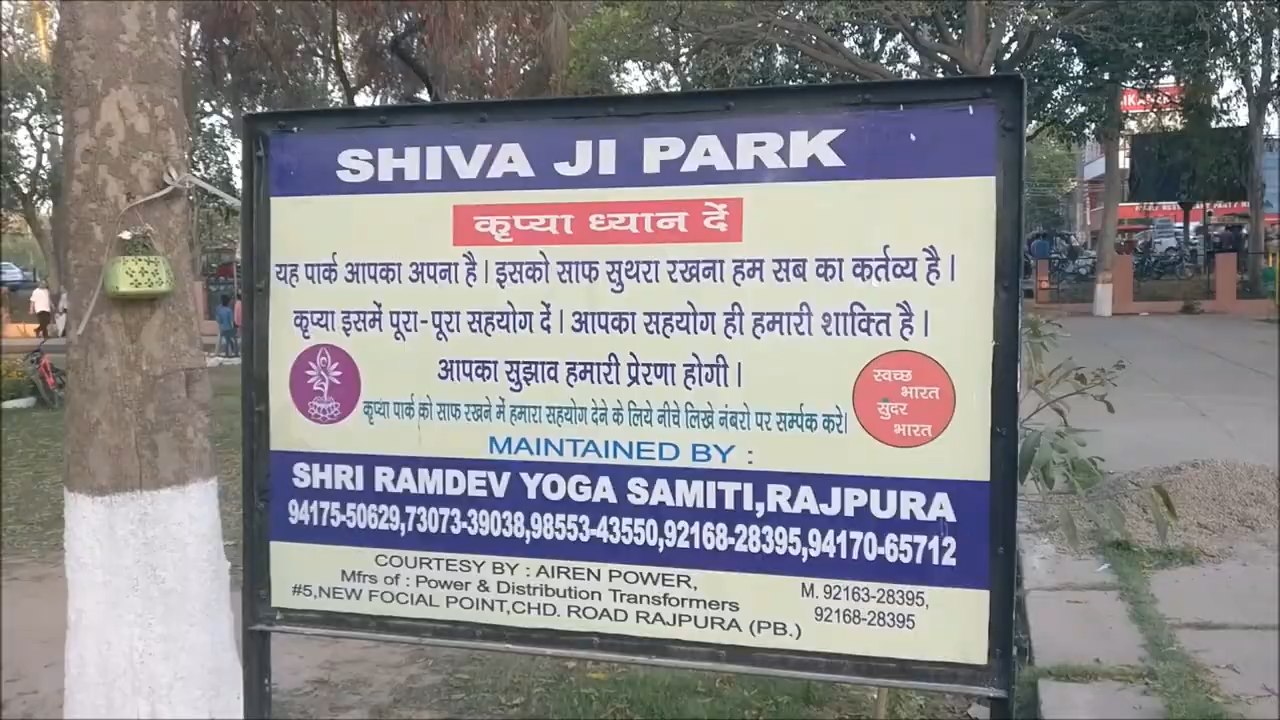 SHIVA JI PARK
कृप्या ध्यान दें
यह पार्क आपका अपना है। इसको साफ सुथरा रखना हम सब का कर्तव्य है।
कृप्या इसमें पूरा-पूरा सहयोग दें। आपका सहयोग ही हमारी शक्ति है।
आपका सुझाव हमारी प्रेरणा होगी।
स्वच्छ
भारत
सुंदर
भारत
कृप्या पार्क को साफ रखने में हमारा सहयोग देने के लिये नीचे लिखे नंबरो पर सर्म्पक करे।
MAINTAINED BY :
SHRI RAMDEV YOGA SAMITI,RAJPURA
94175-50629,73073-39038,98553-43550,92168-28395,94170-65712
COURTESY BY : AIREN POWER,
Mfrs of : Power & Distribution Transformers
#5,NEW FOCIAL POINT,CHD. ROAD RAJPURA (PB.)
M. 92163-28395,
92168-28395